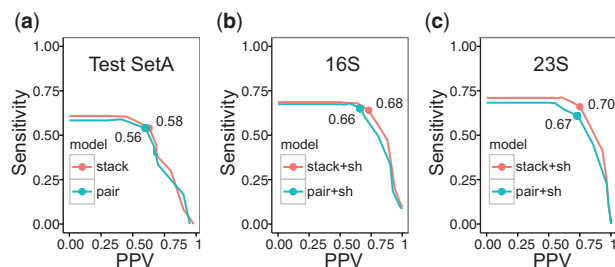 (a)
Test SetA
Sensitivity
1.00
0.75
0.50
0.25
0.00
0.58
0.56
model
stack
pair
0.00 0.25 0.50 0.75 1
PPV
(b)
16S
Sensitivity
1.00
0.75
0.50
0.25
0.00
0.68
0.66
model
stack+sh
pair+sh
0.00 0.25 0.50 0.75 1
PPV
(c)
23S
Sensitivity
1.00
0.75
0.50
0.25
0.00
0.70
0.67
model
stack+sh
pair+sh
0.00 0.25 0.50 0.75 1
PPV